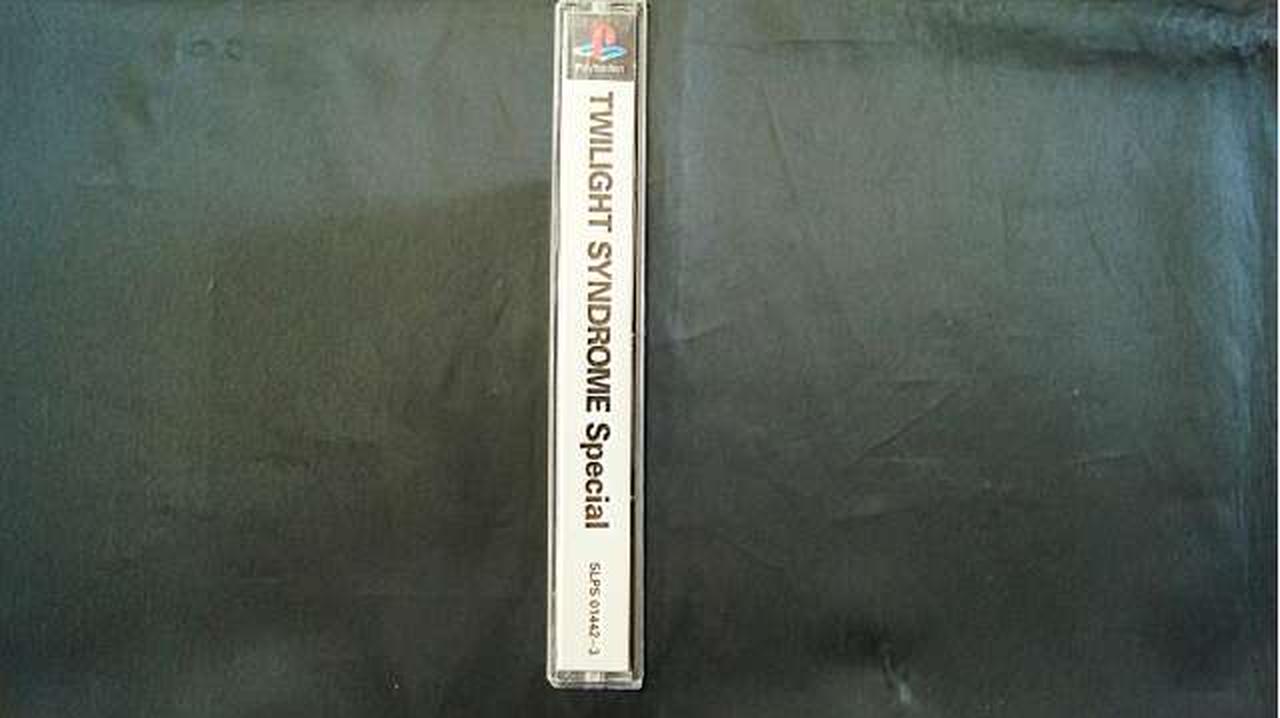 PlayStation
TWILIGHT SYNDROME Special
SLPS 01442~3